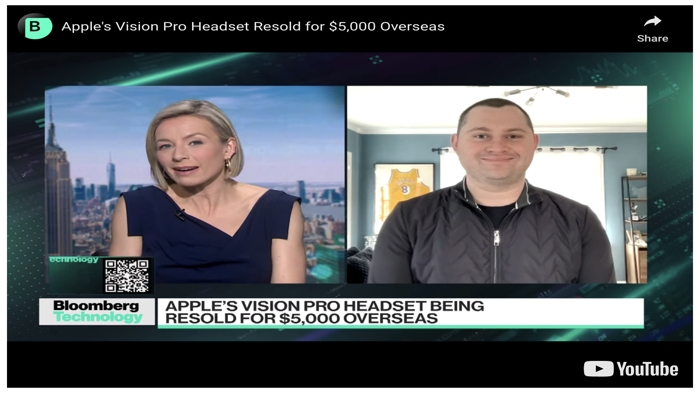 B Apple's Vision Pro Headset Resold for $5,000 Overseas
Share
8
echnology
Bloomberg
Technology
APPLE'S VISION PRO HEADSET BEING
RESOLD FOR $5,000 OVERSEAS
YouTube